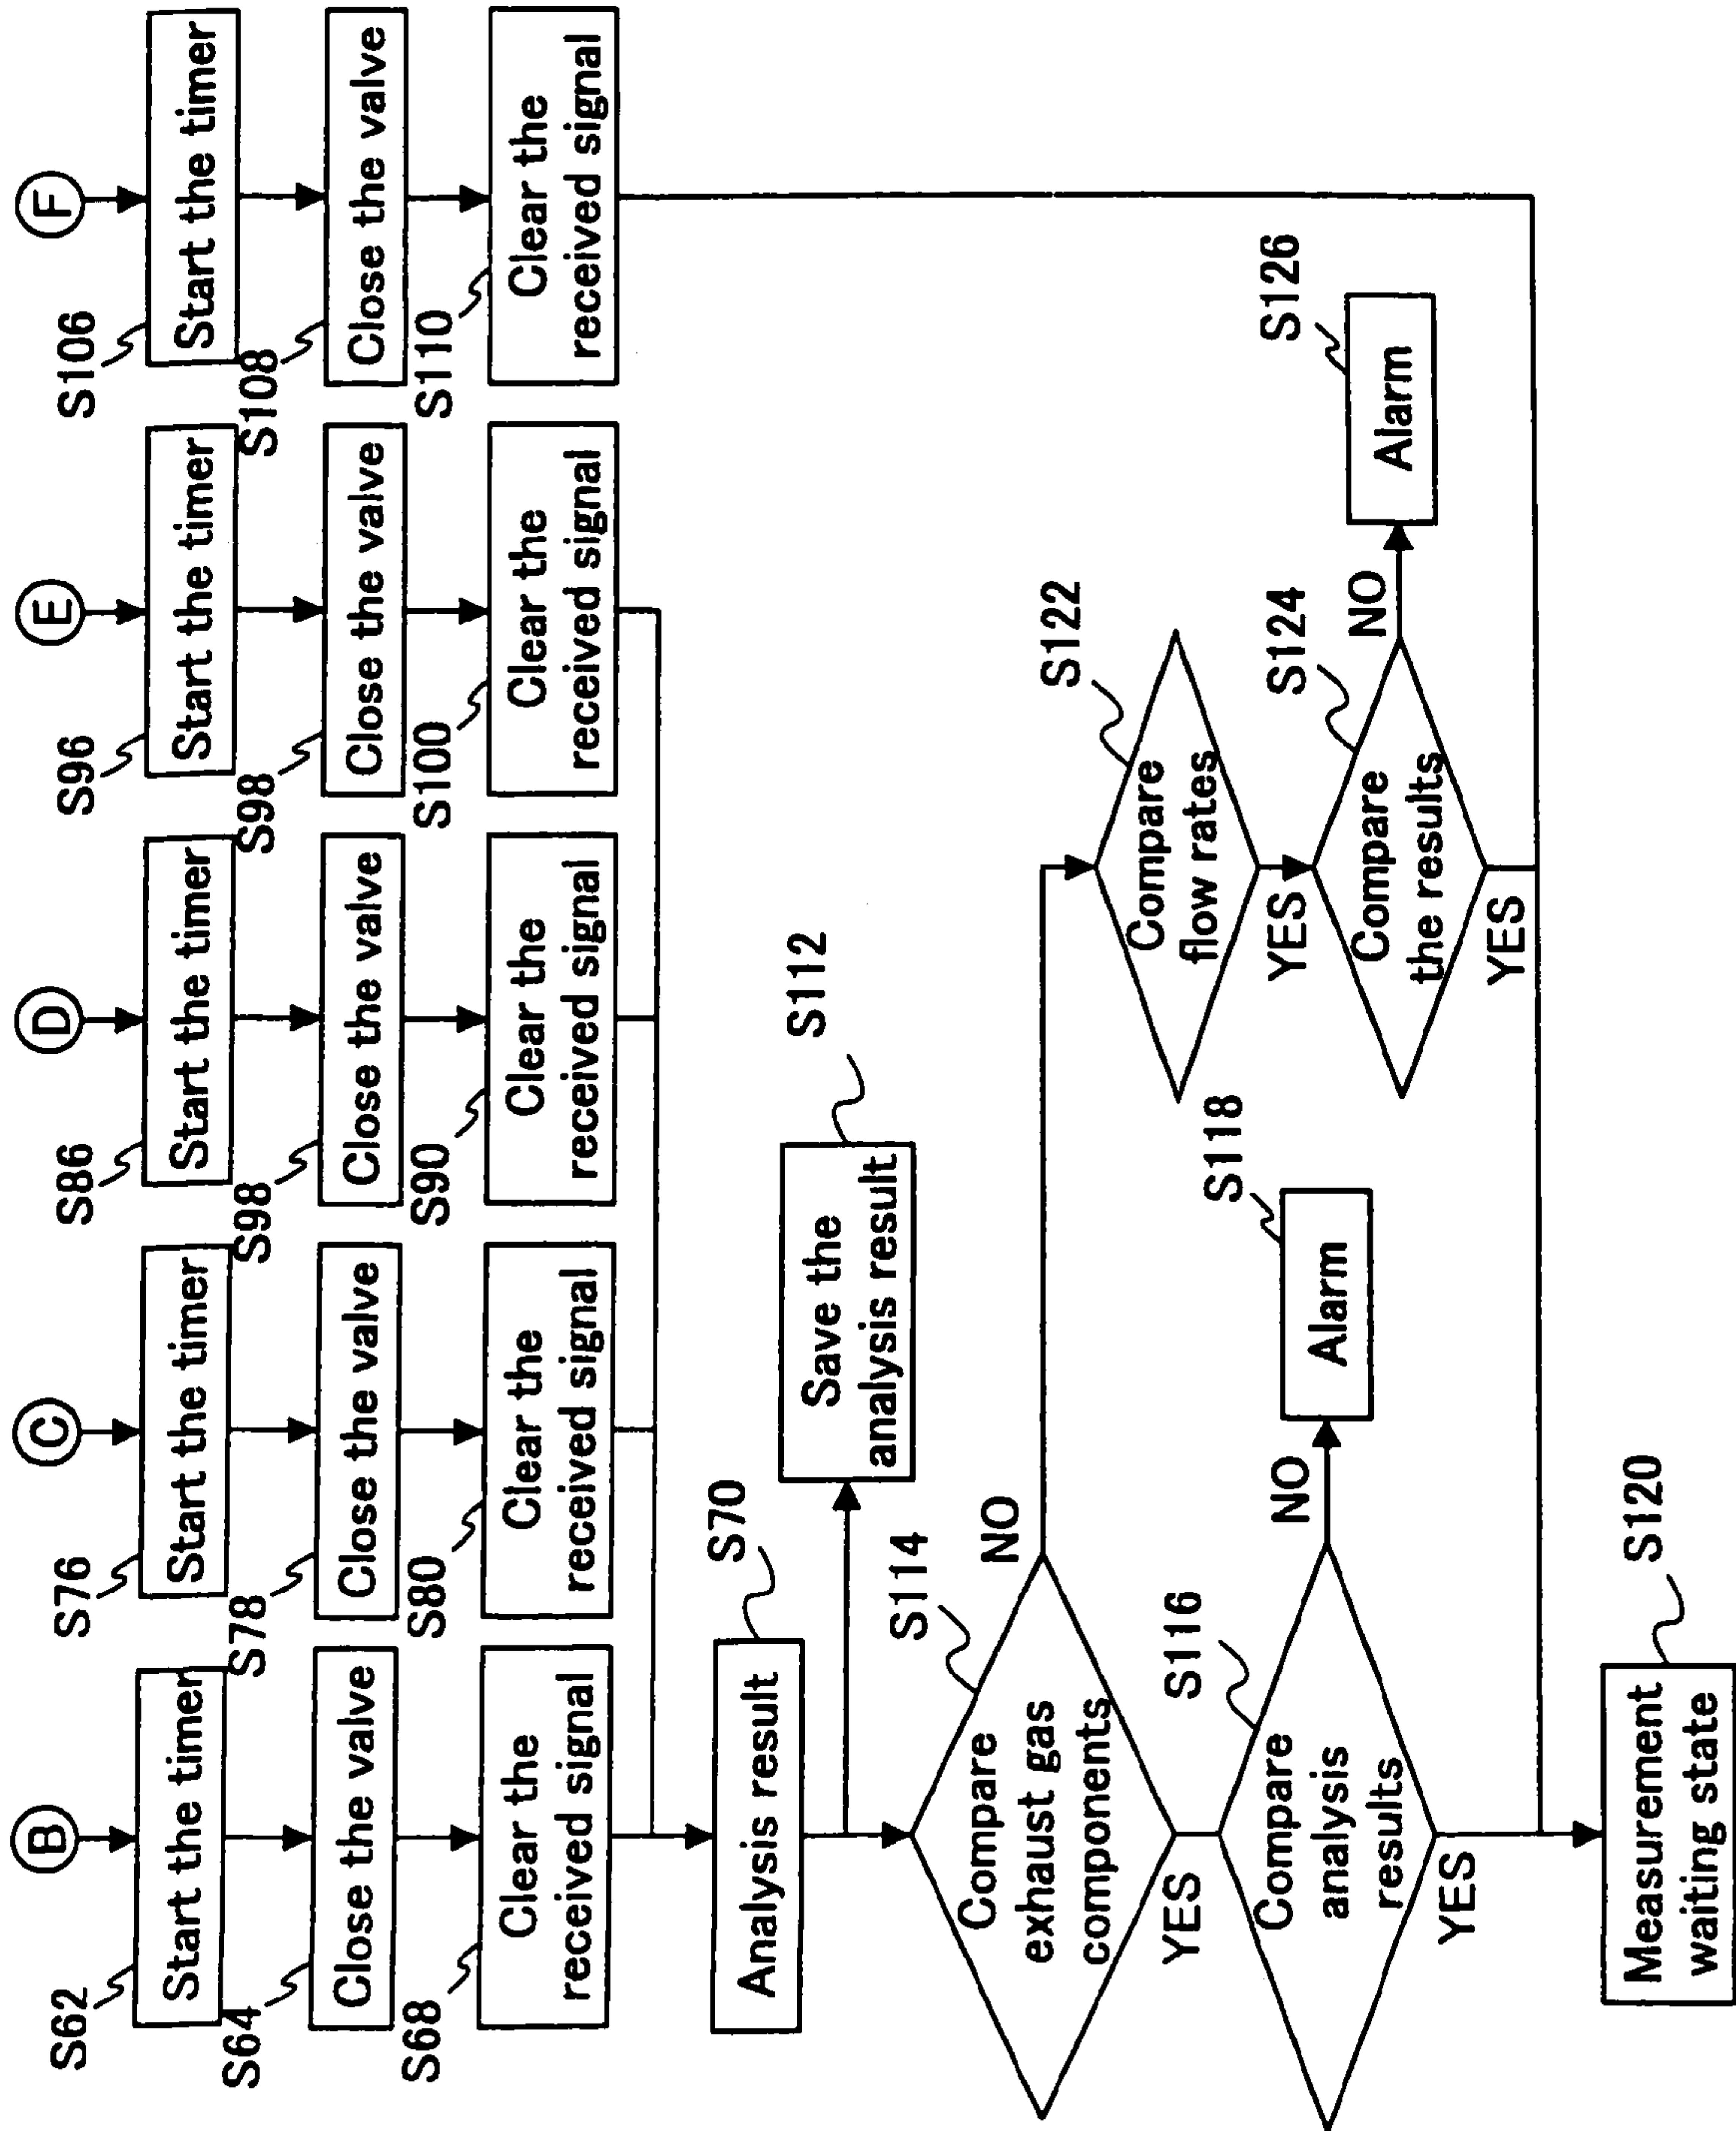 B
S62
Start the timer
S64
Close the valve
S68
Clear the
received signal
C
S76
Start the timer
S78
Close the valve
S80
Clear the
received signal
D
S86
Start the timer
S98
Close the valve
S90
Clear the
received signal
E
S96
Start the timer
S98
Close the valve
S100
Clear the
received signal
F
S106
Start the timer
S108
Close the valve
S110
Clear the
received signal
S70
Analysis result
S112
Save the
analysis result
S114
Compare
exhaust gas
components
NO
YES
S116
Compare
analysis
results
NO
YES
S118
Alarm
S122
Compare
flow rates
YES
S124
Compare
the results
NO
YES
S126
Alarm
S120
Measurement
waiting state